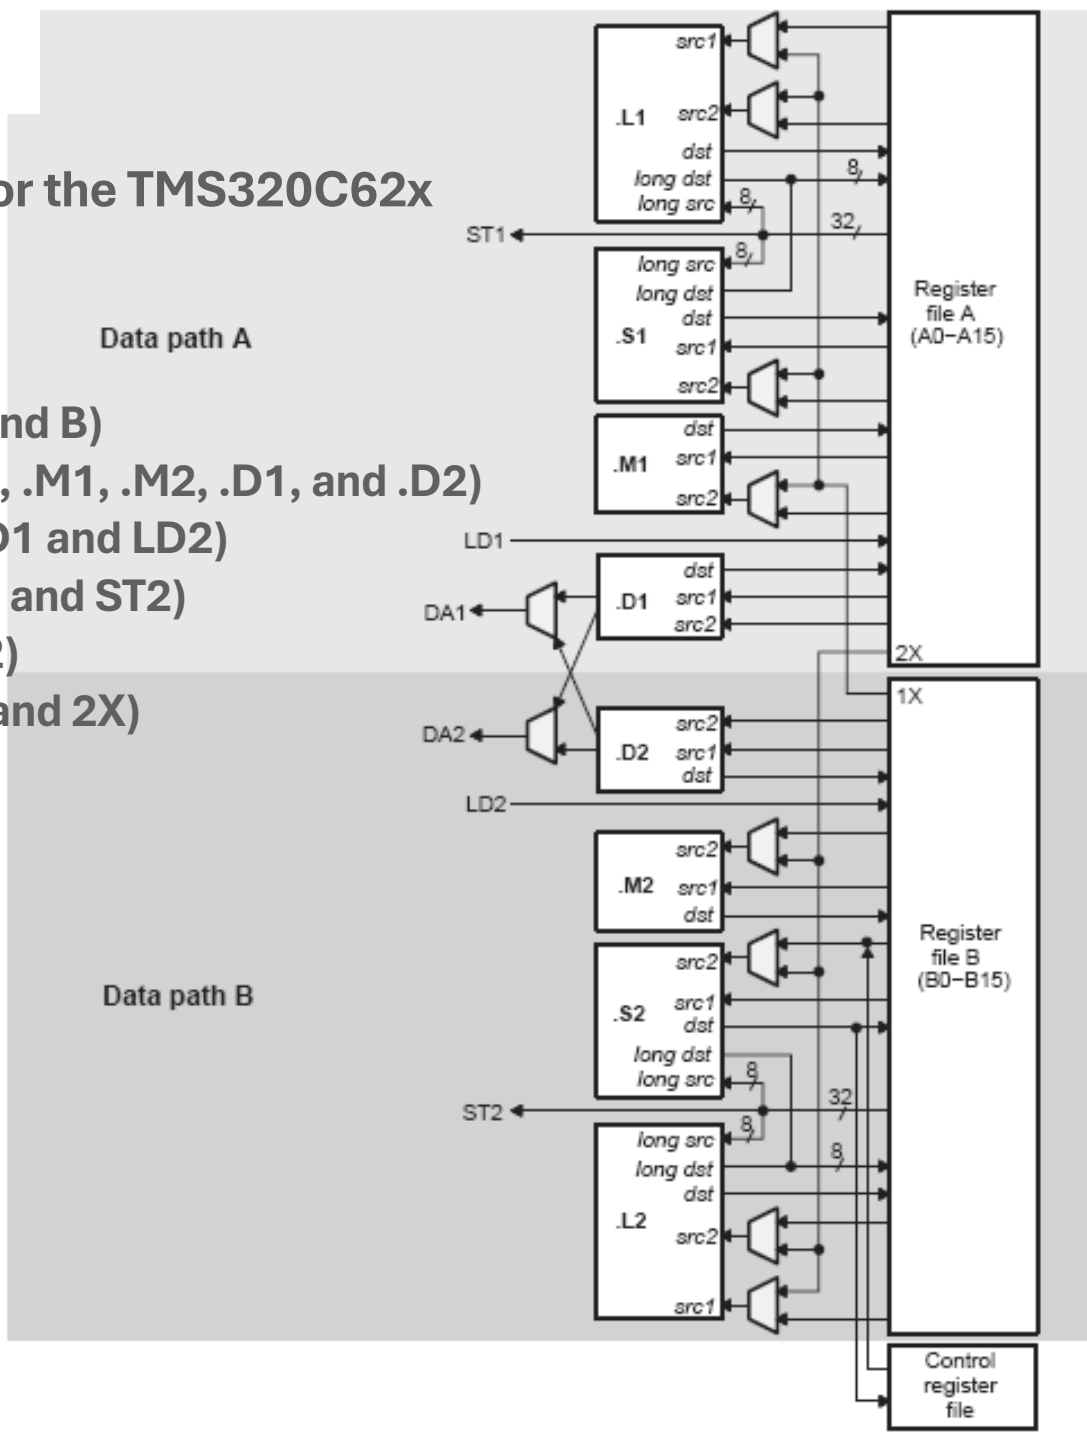 src1
.L1
src2
dst
or the TMS320C62x
long dst
8
long src
8
ST1
32
8
long src
long dst
Register
file A
(A0−A15)
dst
Data path A
.S1
src1
src2
nd B)
dst
.M1
src1
, .M1, .M2, .D1, and .D2)
src2
LD1
D1 and LD2)
dst
and ST2)
DA1
.D1
src1
src2
2)
2X
1X
and 2X)
DA2
src2
.D2
src1
dst
LD2
src2
.M2
src1
dst
Register
file B
(B0−B15)
src2
Data path B
src1
.S2
dst
long dst
8
long src
32
ST2
8
long src
8
long dst
dst
.L2
src2
src1
Control
register
file